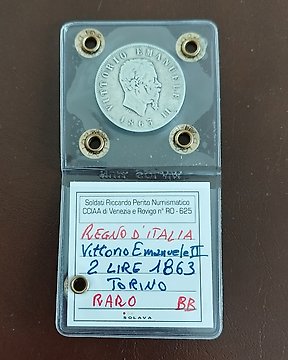 VITTORIO EMANUELE II
1863
Soldati Riccardo Perito Numismatico
CCIAA di Venezia e Rovigo n° RO - 625
REGNO D'ITALIA
Vittorio Emanuele II
2 LIRE 1863
TORINO
RARO BB
SOLAVA